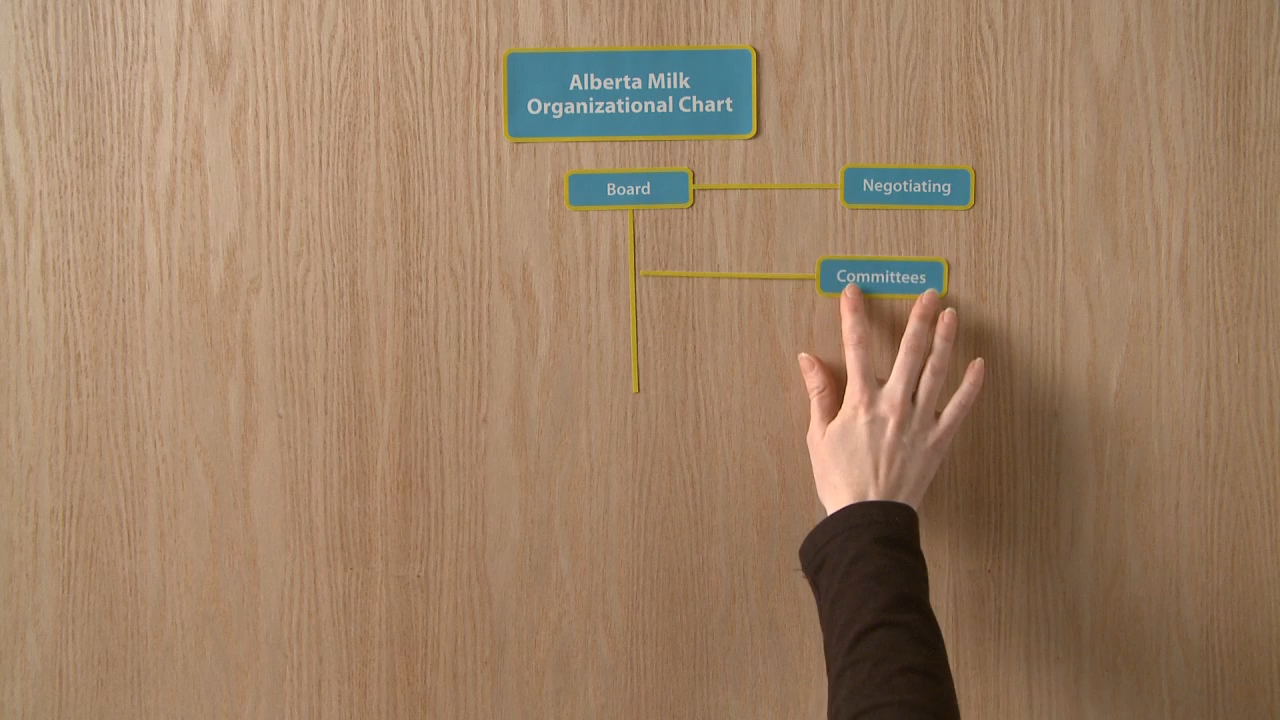 Alberta Milk
Organizational Chart
Board
Negotiating
Committees